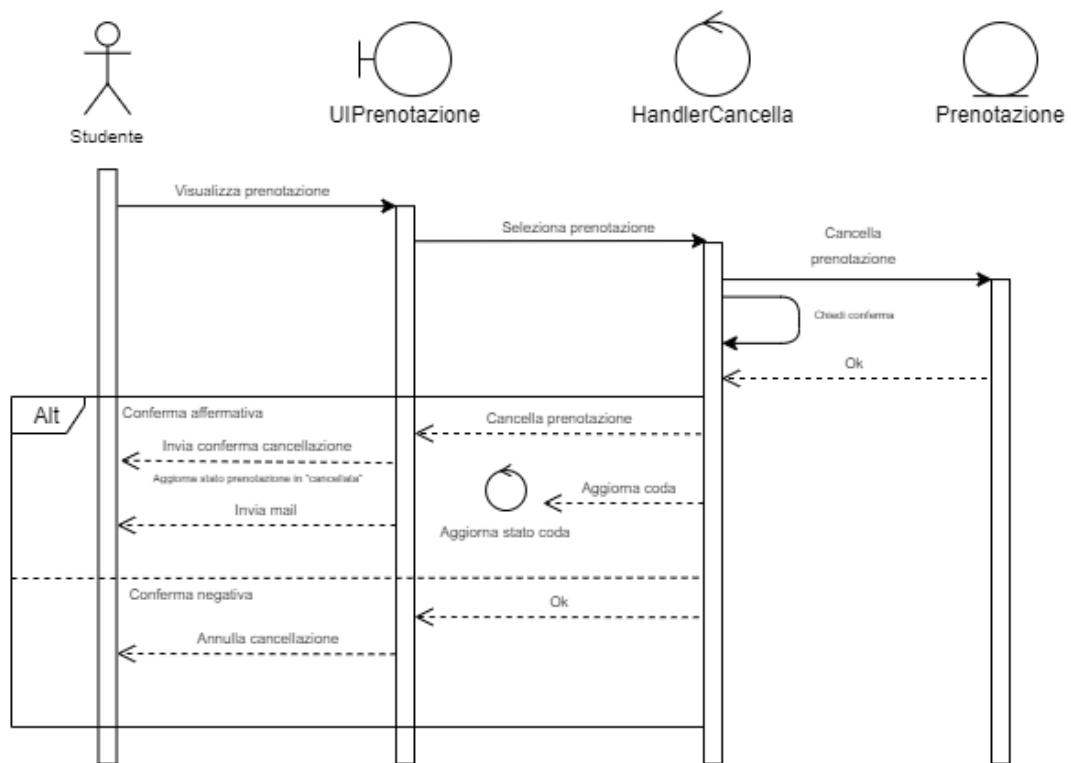 Studente
UIPrenotazione
HandlerCancella
Prenotazione
Visualizza prenotazione
Seleziona prenotazione
Cancella
prenotazione
Chiedi conferma
Ok
Alt
Conferma affermativa
Cancella prenotazione
Invia conferma cancellazione
Aggiorna stato prenotazione in "cancellata"
Aggiorna coda
Invia mail
Aggiorna stato coda
Conferma negativa
Ok
Annulla cancellazione